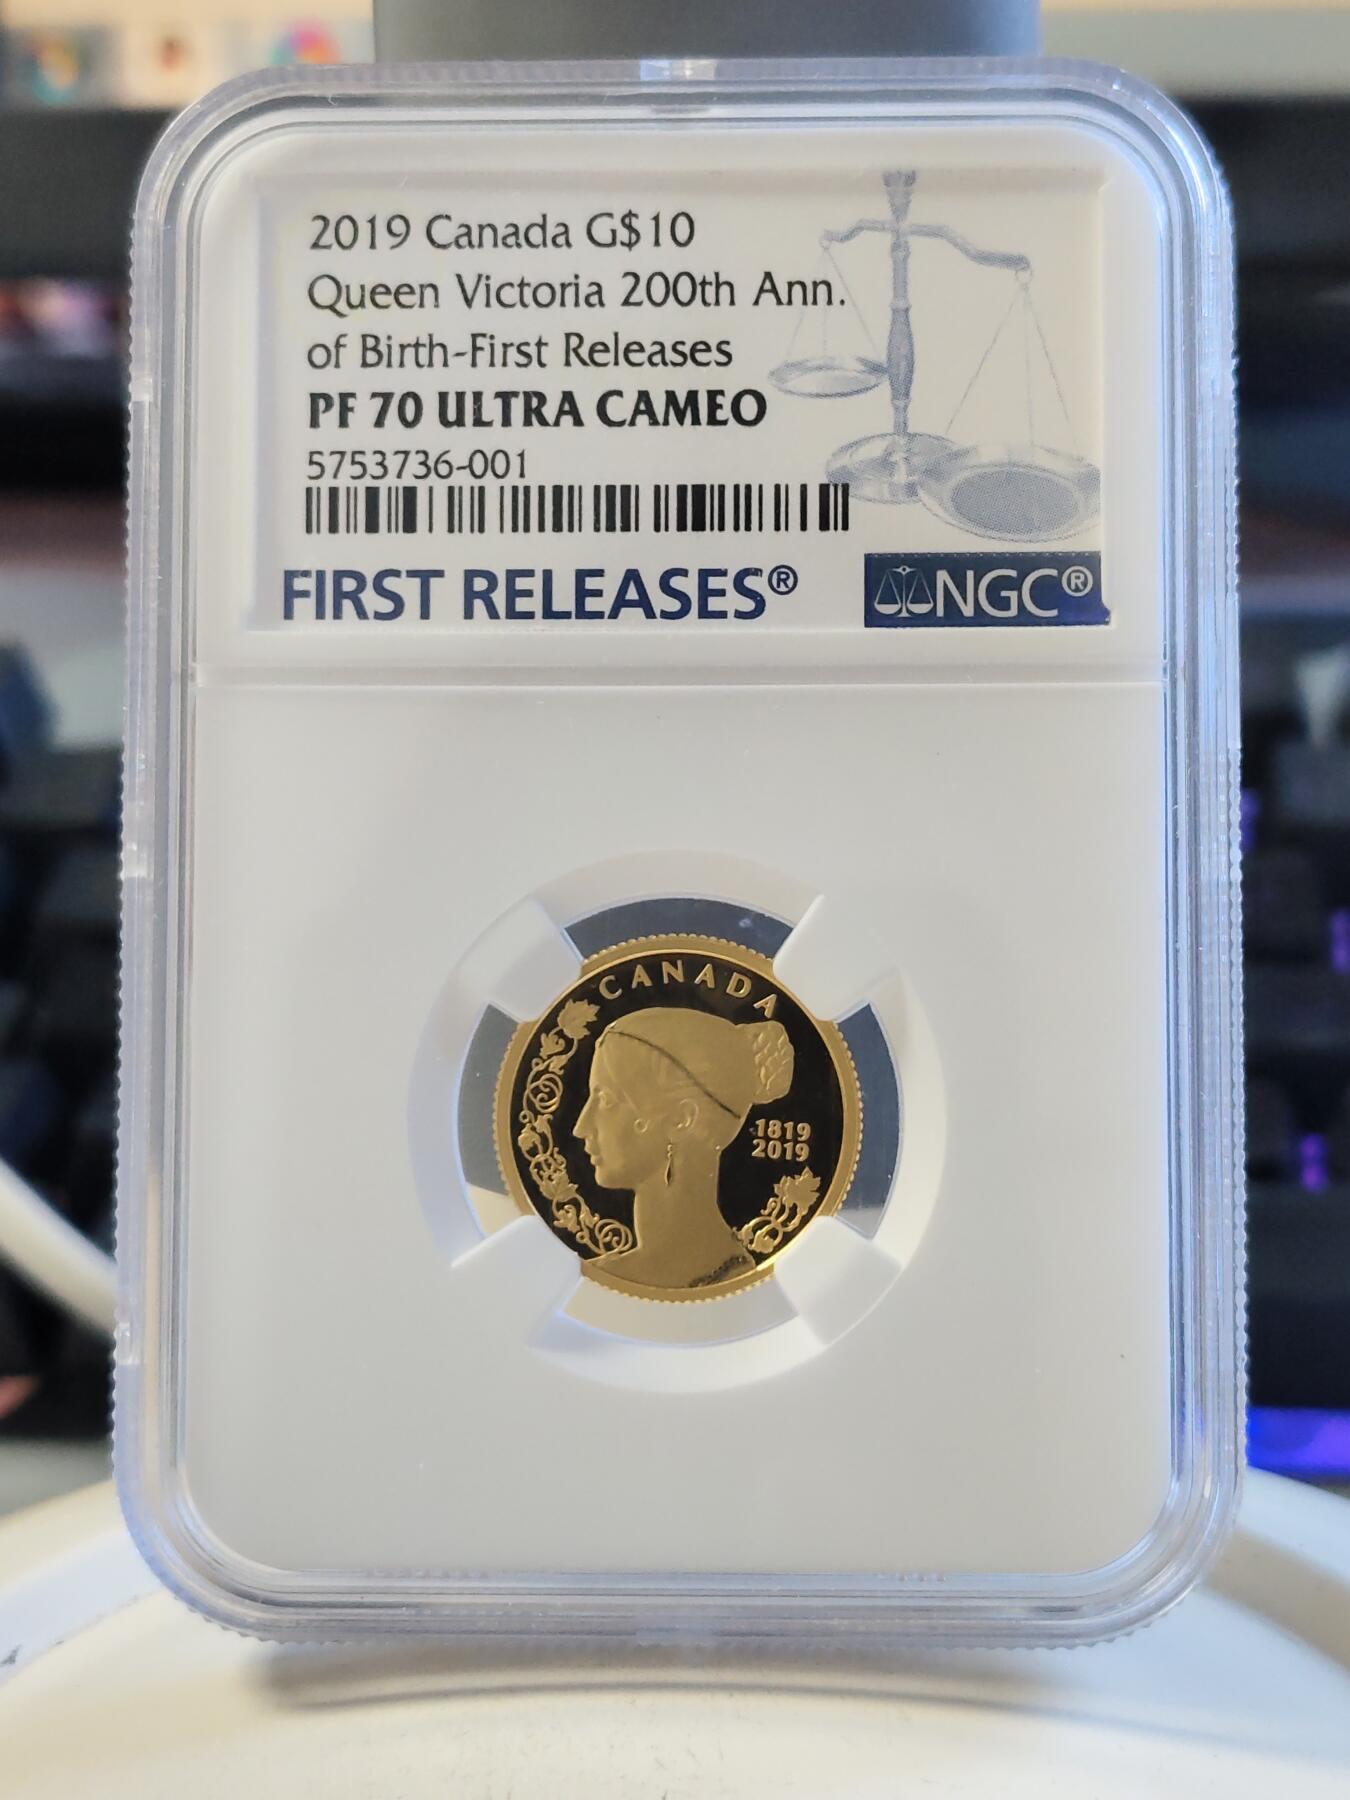 2019 Canada G$10
Queen Victoria 200th Ann.
of Birth-First Releases
PF 70 ULTRA CAMEO
5753736-001
FIRST RELEASES®
NGC®
CANADA
1819
2019